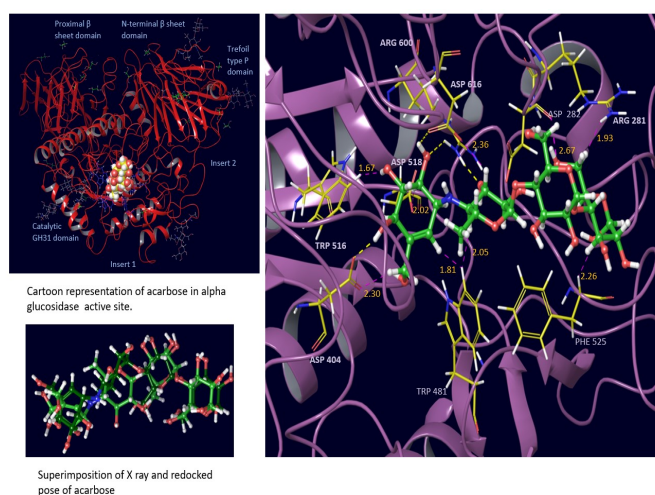 Proximal β
sheet domain
N-terminal β sheet
domain
Trefoil
type P
domain
Insert 2
Catalytic
GH31 domain
Insert 1
Cartoon representation of acarbose in alpha
glucosidase active site.
Superimposition of X ray and redocked
pose of acarbose
ARG 600
ASP 616
ASP 282
ARG 281
1.93
2.36
2.67
1.67
ASP 518
2.02
TRP 516
2.05
1.81
2.26
2.30
ASP 404
PHE 525
TRP 481